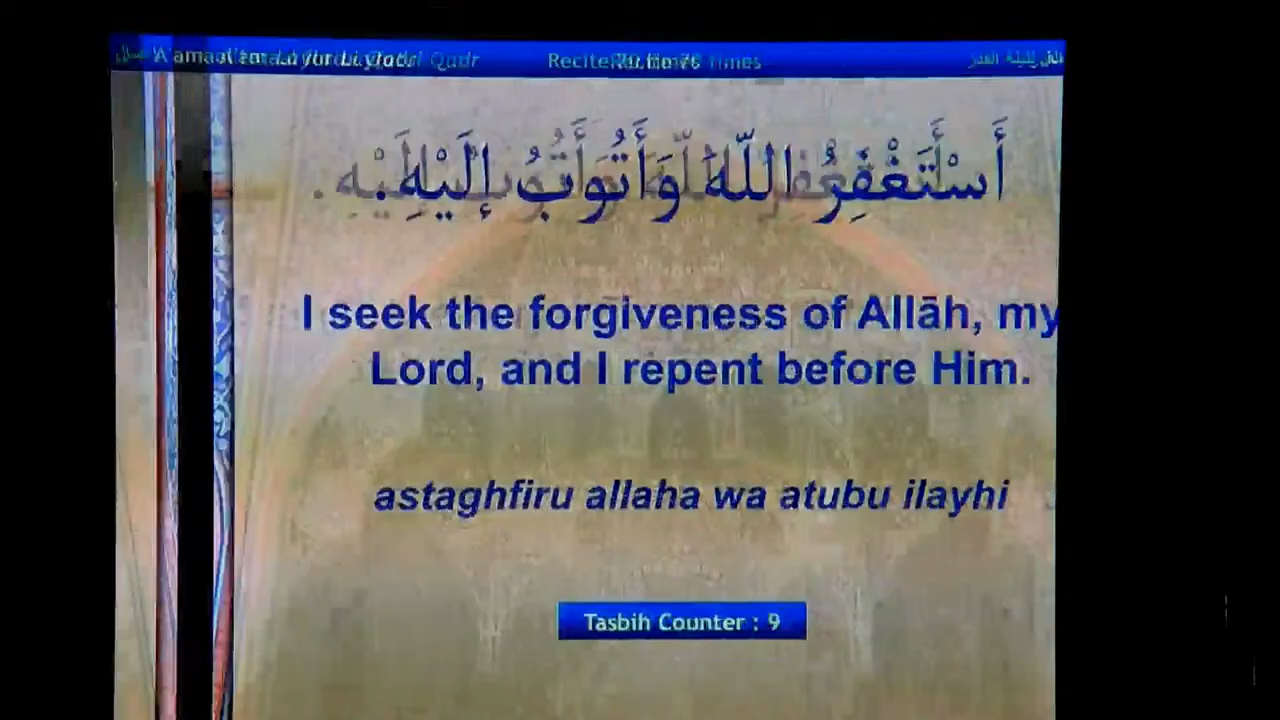 Times
أَسْتَغْفِرُ اللّٰهَ وَأَتُوبُ إِلَيْهِ.
I seek the forgiveness of Allāh, my
Lord, and I repent before Him.
astaghfiru allaha wa atubu ilayhi
Tasbih Counter : 9